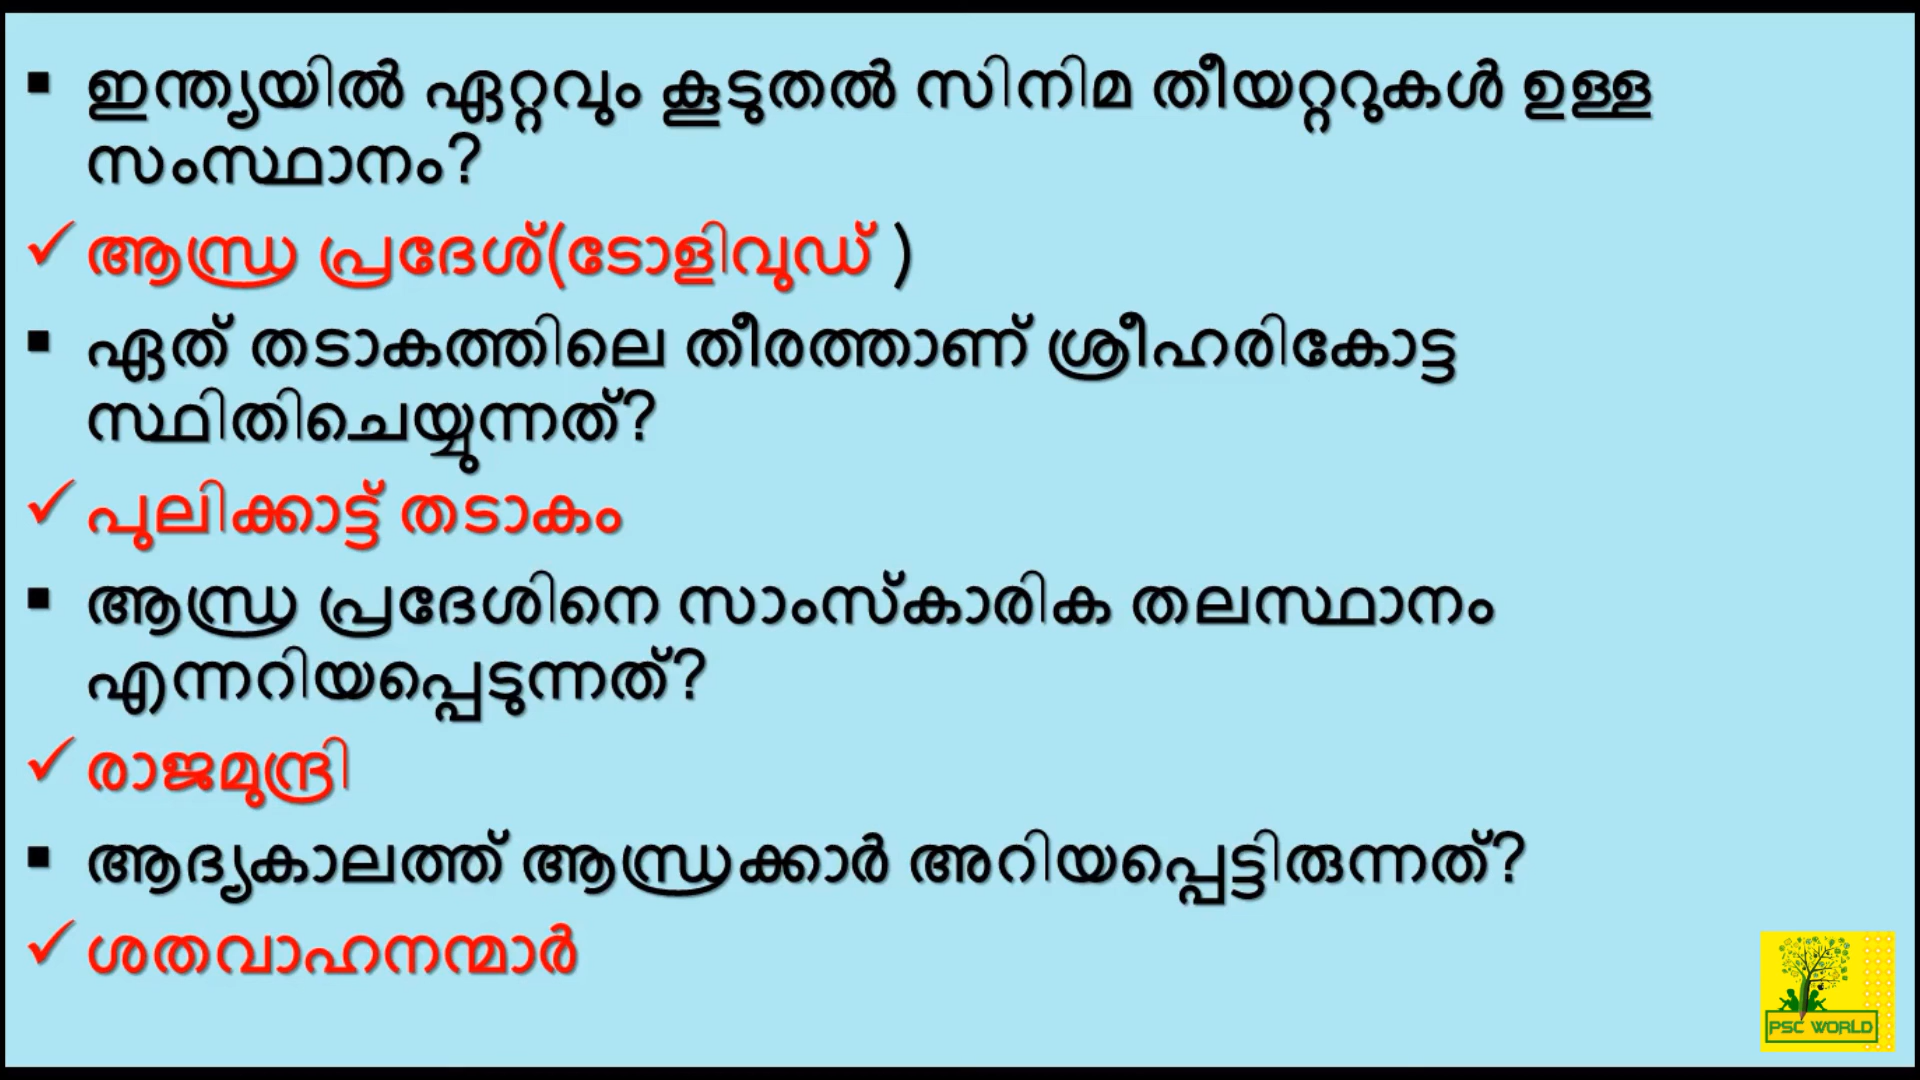 ഇന്ത്യയിൽ ഏറ്റവും കൂടുതൽ സിനിമ തീയറ്ററുകൾ ഉള്ള
സംസ്ഥാനം?
ആന്ധ്ര പ്രദേശ്(ടോളിവുഡ് )
ഏത് തടാകത്തിലെ തീരത്താണ് ശ്രീഹരികോട്ട
സ്ഥിതിചെയ്യുന്നത്?
പുലിക്കാട്ട് തടാകം
ആന്ധ്ര പ്രദേശിനെ സാംസ്കാരിക തലസ്ഥാനം
എന്നറിയപ്പെടുന്നത്?
രാജമുന്ദ്രി
ആദ്യകാലത്ത് ആന്ധ്രക്കാർ അറിയപ്പെട്ടിരുന്നത്?
ശതവാഹനന്മാർ
PSC WORLD